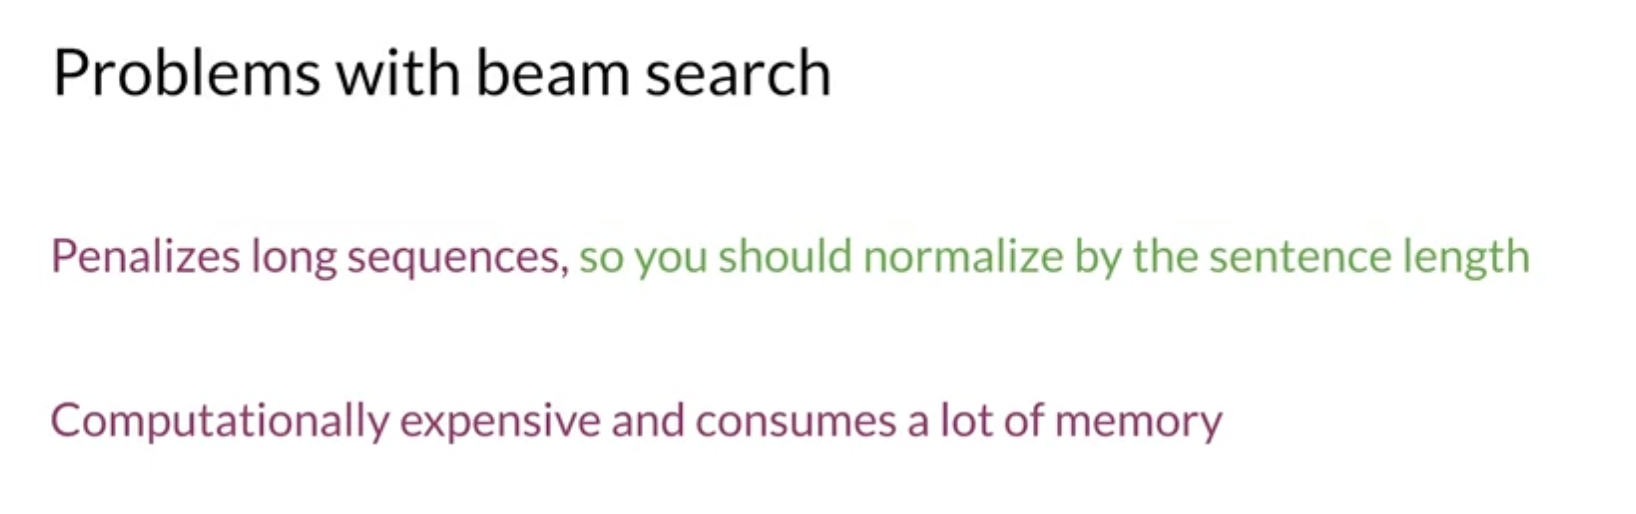 Problems with beam search
Penalizes long sequences, so you should normalize by the sentence length
Computationally expensive and consumes a lot of memory